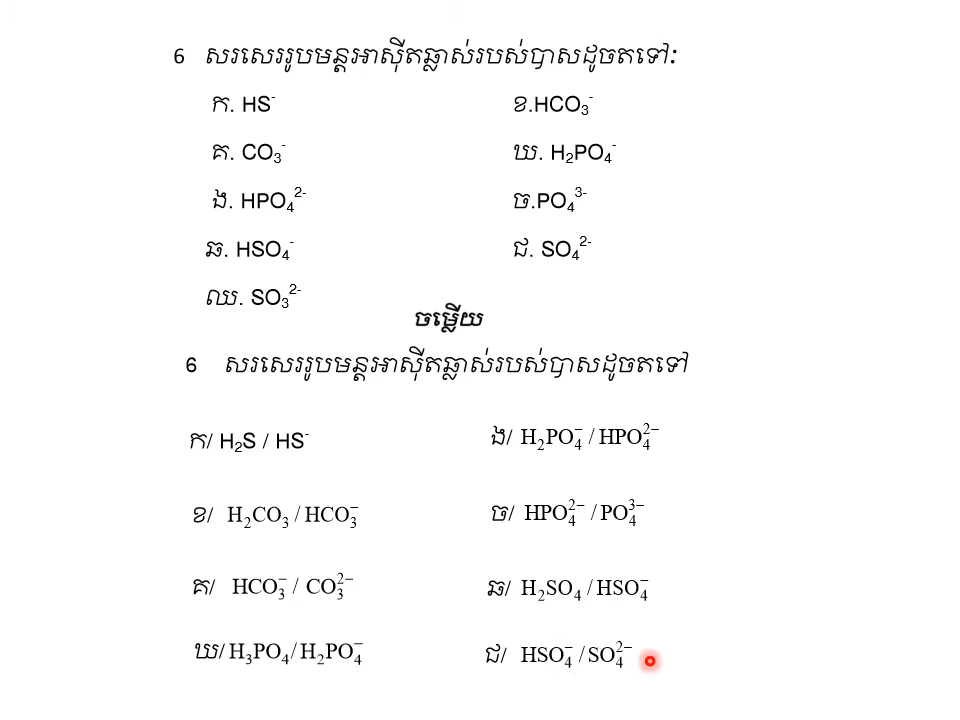 6 សរសេររូបមន្តអាស៊ីតឆ្លាស់របស់បាសដូចតទៅ:
ក. HS⁻ ខ.HCO₃⁻
គ. CO₃⁻ ឃ. H₂PO₄⁻
ង. HPO₄²⁻ ច.PO₄³⁻
ឆ. HSO₄⁻ ជ. SO₄²⁻
ឈ. SO₃²⁻
ចម្លើយ
6 សរសេររូបមន្តអាស៊ីតឆ្លាស់របស់បាសដូចតទៅ
ក/ H₂S / HS⁻ ង/ H₂PO₄⁻ / HPO₄²⁻
ខ/ H₂CO₃ / HCO₃⁻ ច/ HPO₄²⁻ / PO₄³⁻
គ/ HCO₃⁻ / CO₃²⁻ ឆ/ H₂SO₄ / HSO₄⁻
ឃ/ H₃PO₄/ H₂PO₄⁻ ជ/ HSO₄⁻ / SO₄²⁻